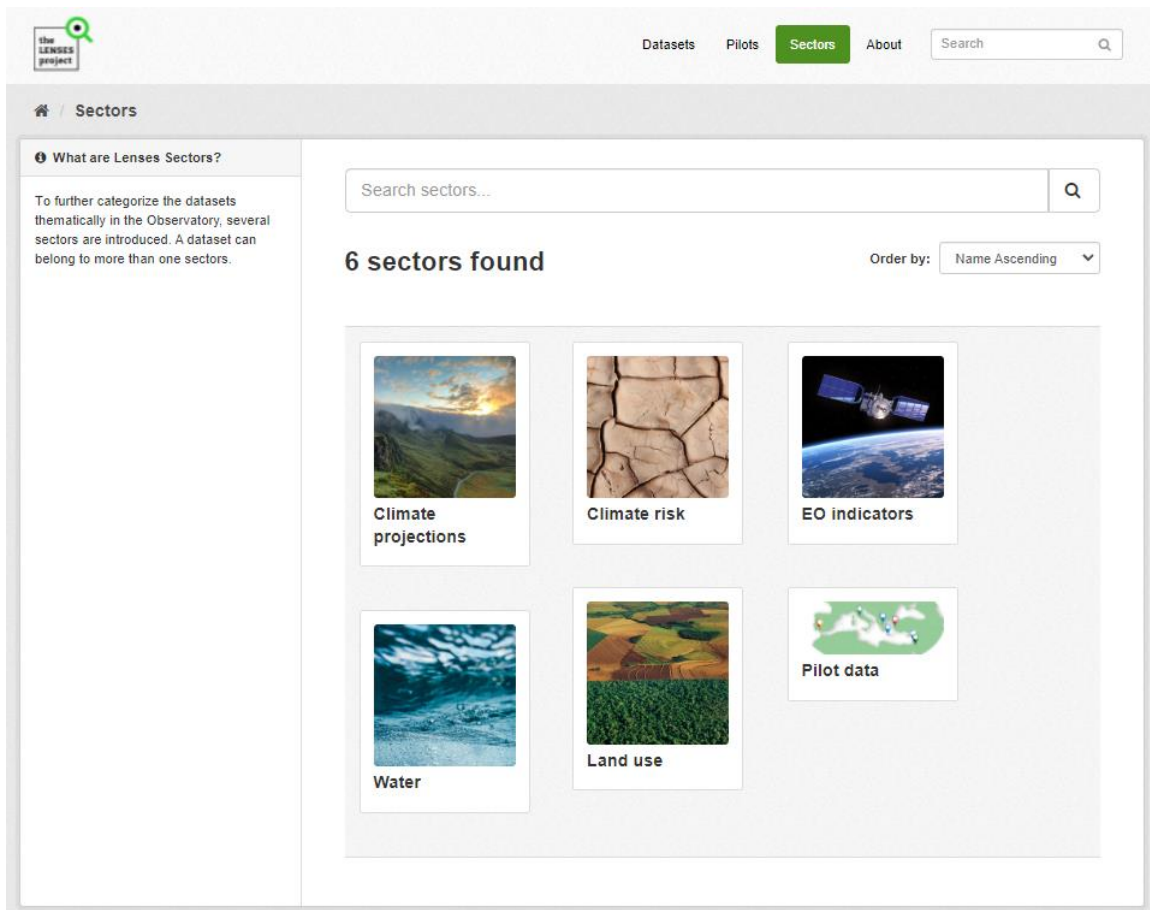 the
LENSES
project
Datasets Pilots Sectors About Search
/ Sectors
What are Lenses Sectors?
To further categorize the datasets
thematically in the Observatory, several
sectors are introduced. A dataset can
belong to more than one sectors.
Search sectors...
6 sectors found
Order by: Name Ascending
Climate
projections
Climate risk
EO indicators
Water
Land use
Pilot data